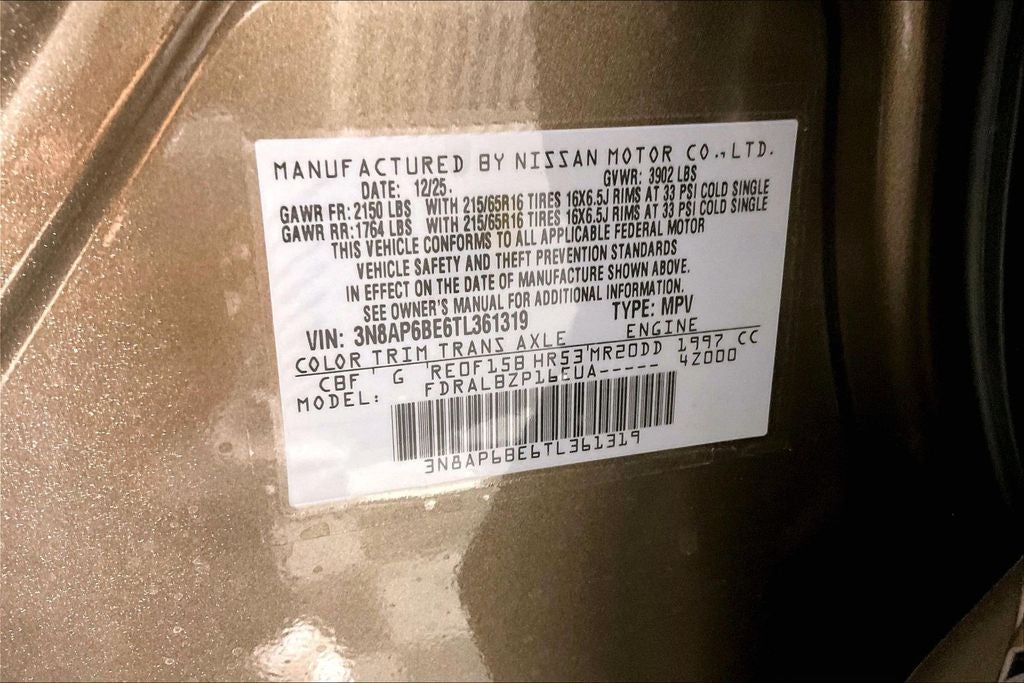 MANUFACTURED BY NISSAN MOTOR CO.,LTD.
DATE: 12/25. GVWR: 3902 LBS
GAWR FR: 2150 LBS WITH 215/65R16 TIRES 16X6.5J RIMS AT 33 PSI COLD SINGLE
GAWR RR: 1764 LBS WITH 215/65R16 TIRES 16X6.5J RIMS AT 33 PSI COLD SINGLE
THIS VEHICLE CONFORMS TO ALL APPLICABLE FEDERAL MOTOR
VEHICLE SAFETY AND THEFT PREVENTION STANDARDS
IN EFFECT ON THE DATE OF MANUFACTURE SHOWN ABOVE.
SEE OWNER'S MANUAL FOR ADDITIONAL INFORMATION.
VIN: 3N8AP6BE6TL361319 TYPE: MPV
COLOR TRIM TRANS AXLE ENGINE
CBF ' G 'RE0F15B HR53'MR20DD 1997 CC
MODEL: FDRALBZP16EUA----- 4Z000
3N8AP6BE6TL361319